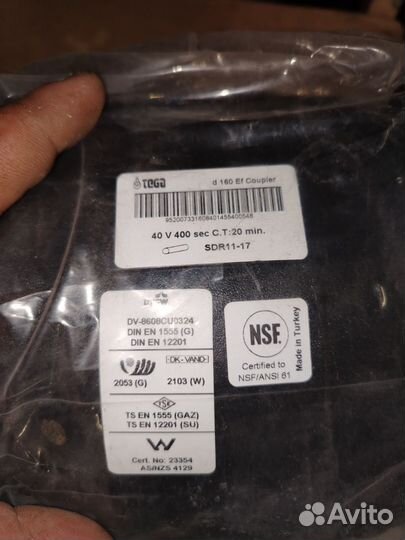 TEGA
d 160 Ef Coupler
40 V 400 sec C.T:20 min.
SDR11-17
DV-8608CU0324
DIN EN 1555 (G)
DIN EN 12201
DK-VAND
2053 (G)
2103 (W)
TSE
TS EN 1555 (GAZ)
TS EN 12201 (SU)
Cert. No: 23354
AS/NZS 4129
NSF.
Certified to
NSF/ANSI 61
Made in Turkey
Avito